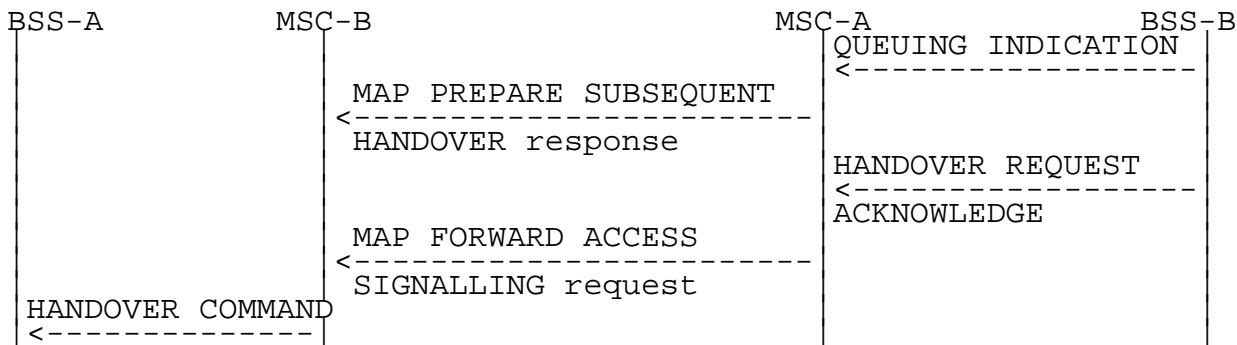 BSS-A MSC-B MSC-A BSS-B
QUEUING INDICATION
MAP PREPARE SUBSEQUENT
HANDOVER response
HANDOVER REQUEST
ACKNOWLEDGE
MAP FORWARD ACCESS
SIGNALLING request
HANDOVER COMMAND